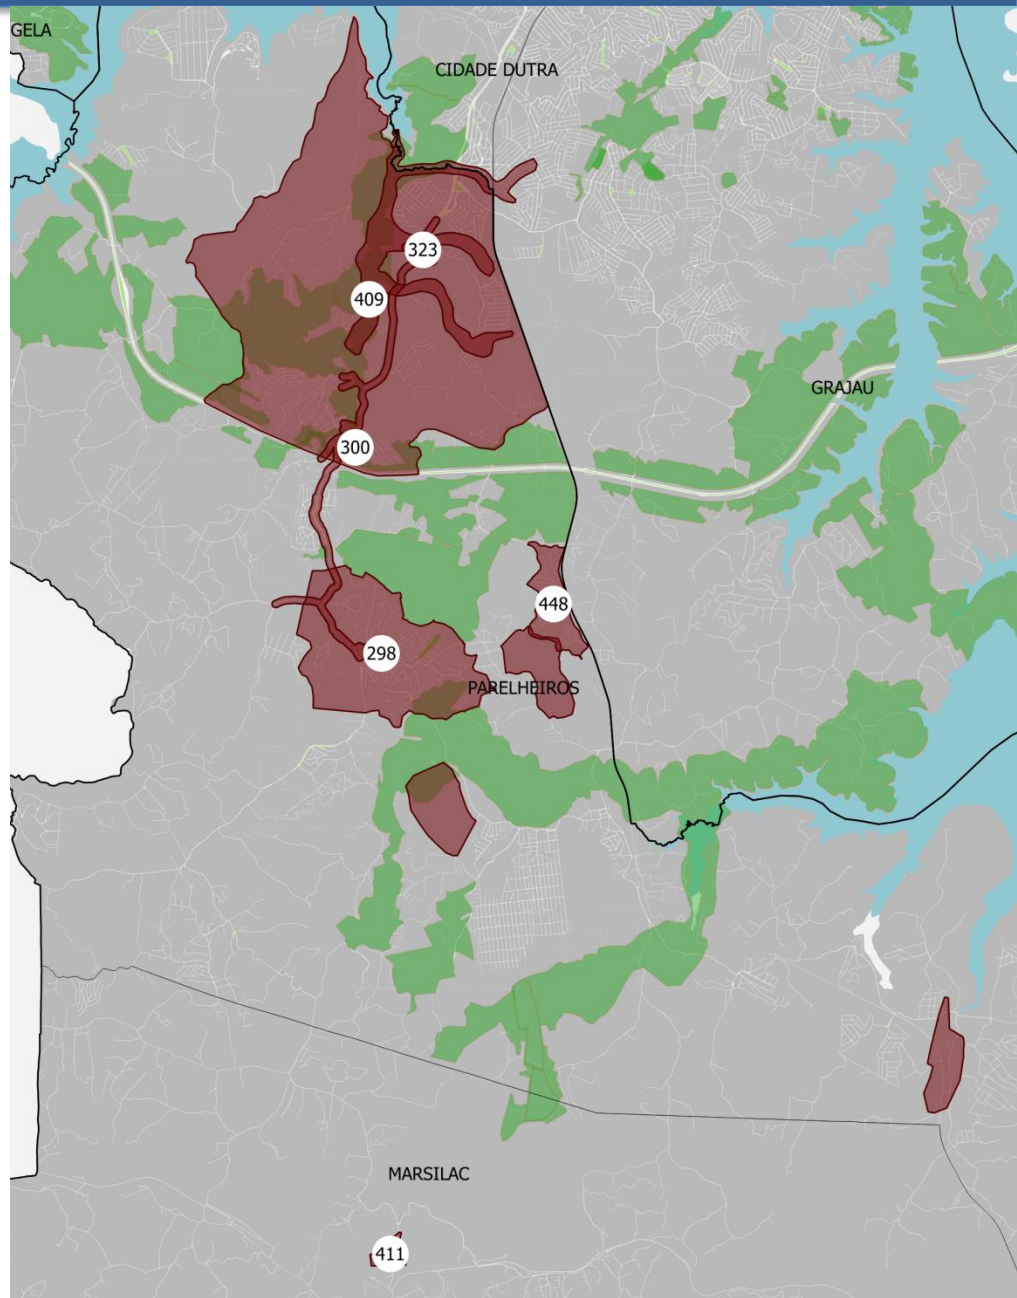 GELA
CIDADE DUTRA
323
409
GRAJAU
300
448
298
PARELHEIROS
MARSILAC
411